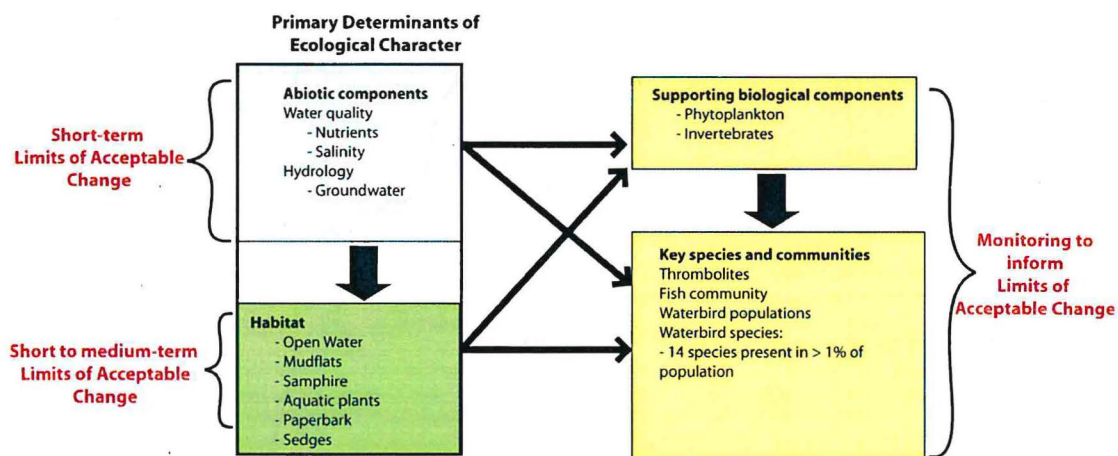 Primary Determinants of
Ecological Character
Short-term
Limits of Acceptable
Change
Abiotic components
Water quality
- Nutrients
- Salinity
Hydrology
- Groundwater
Short to medium-term
Limits of Acceptable
Change
Habitat
- Open Water
- Mudflats
- Samphire
- Aquatic plants
- Paperbark
- Sedges
Supporting biological components
- Phytoplankton
- Invertebrates
Key species and communities
Thrombolites
Fish community
Waterbird populations
Waterbird species:
- 14 species present in > 1% of
population
Monitoring to
inform
Limits of
Acceptable Change